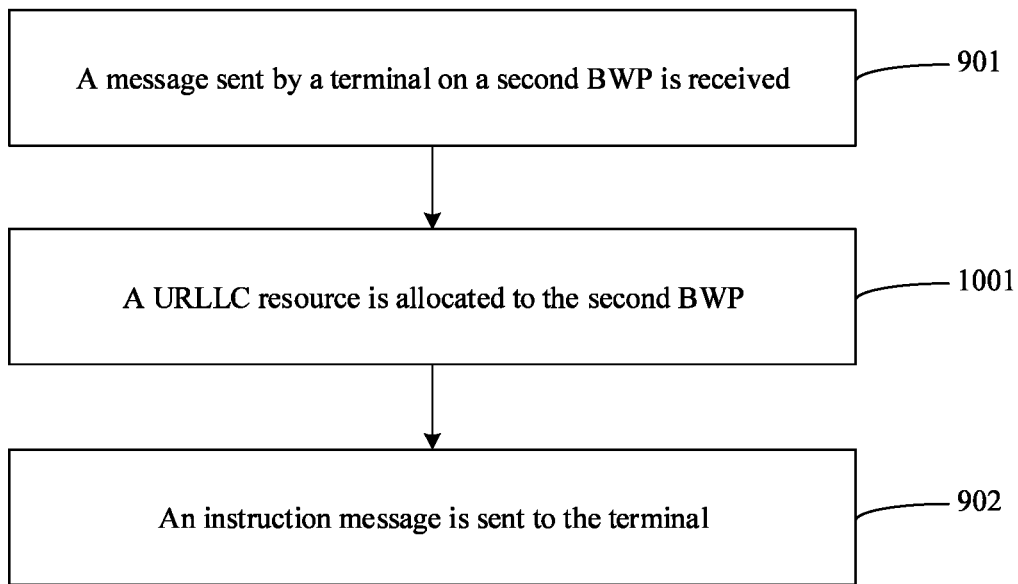 A message sent by a terminal on a second BWP is received
901
A URLLC resource is allocated to the second BWP
1001
An instruction message is sent to the terminal
902